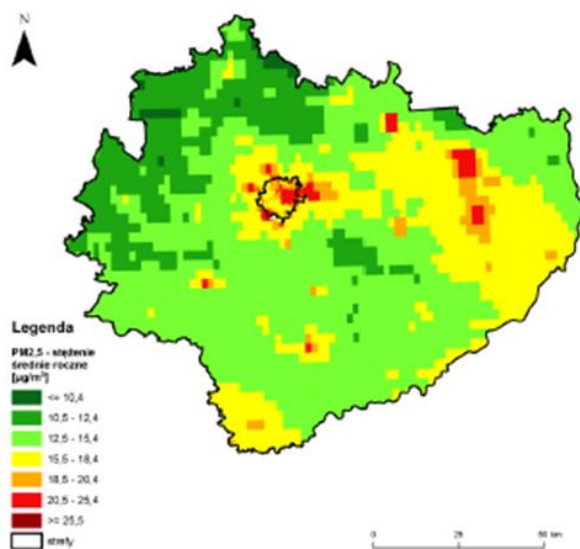 N
Legenda
PM2,5 - stężenie
średnie roczne
[µg/m³]
<= 10,4
10,5 - 12,4
12,5 - 15,4
15,5 - 18,4
18,5 - 20,4
20,5 - 25,4
>= 25,5
strefy
0 25 50 km